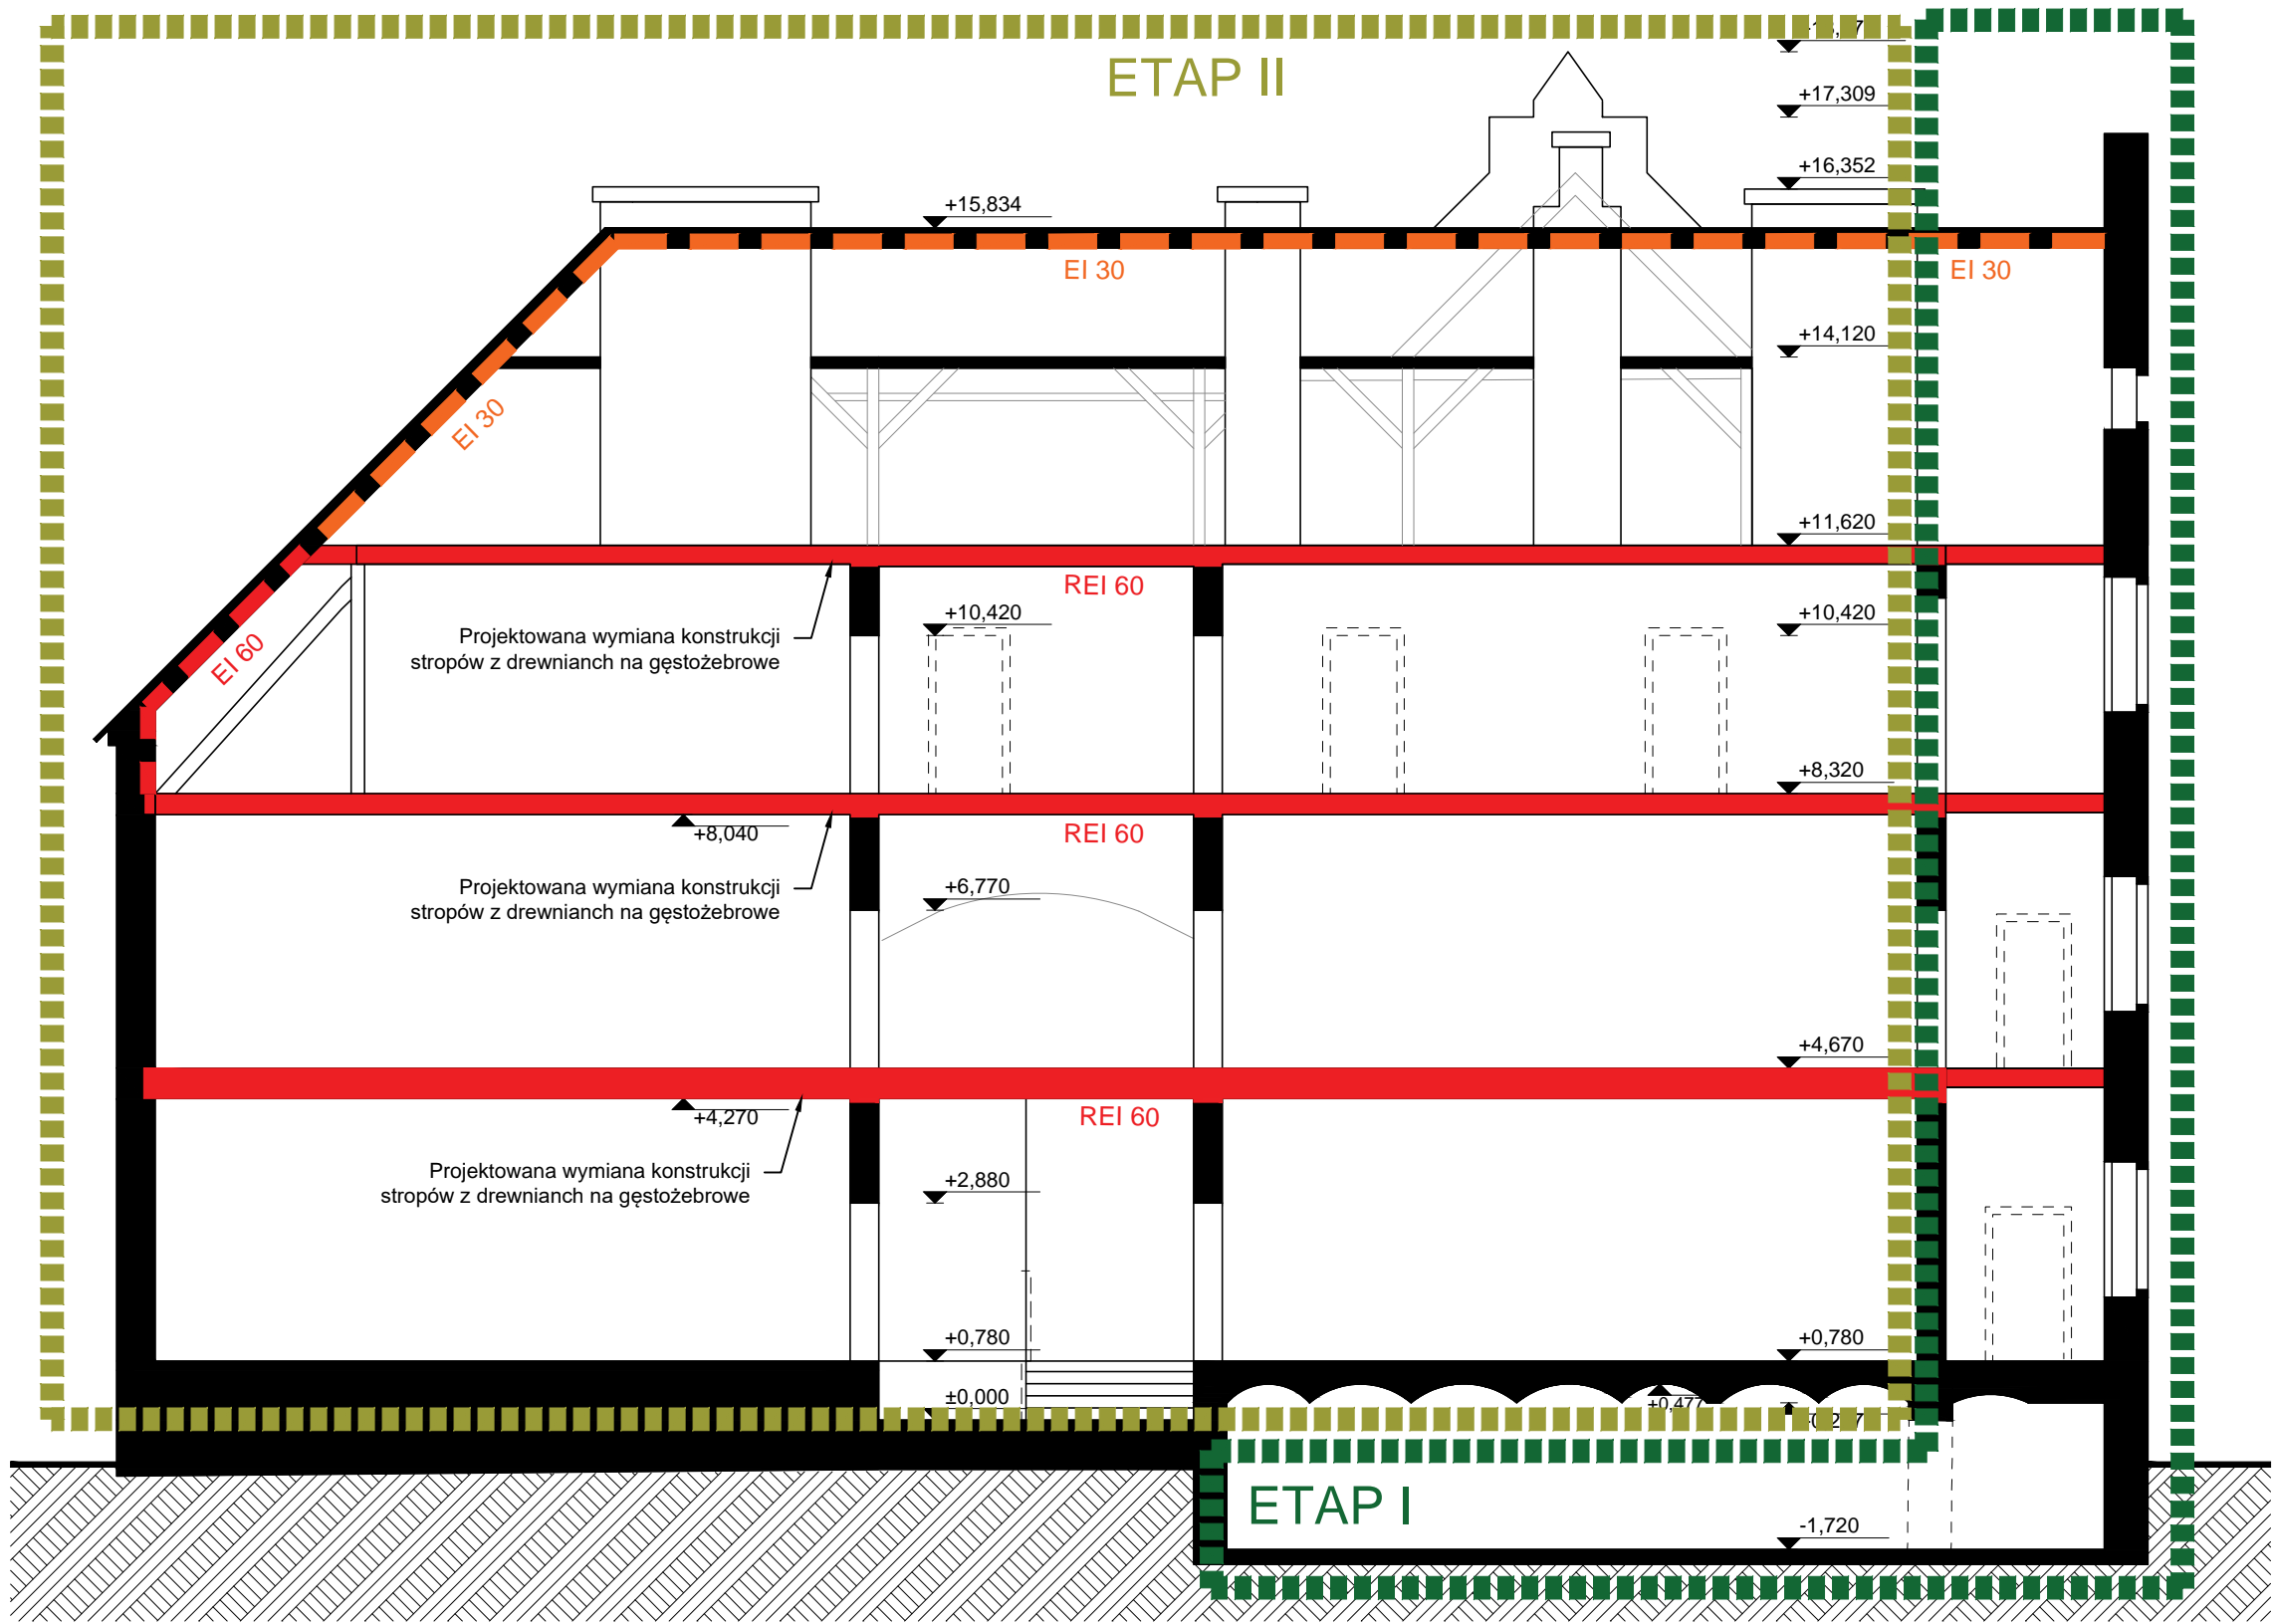 ETAP II
+17,309
+16,352
+15,834
EI 30
EI 30
+14,120
EI 30
+11,620
REI 60
+10,420
+10,420
Projektowana wymiana konstrukcji
stropów z drewnianch na gęstożebrowe
EI 60
+8,320
+8,040
REI 60
+6,770
Projektowana wymiana konstrukcji
stropów z drewnianch na gęstożebrowe
+4,670
+4,270
REI 60
Projektowana wymiana konstrukcji
stropów z drewnianch na gęstożebrowe
+2,880
+0,780
+0,780
±0,000
+0,477
ETAP I
-1,720